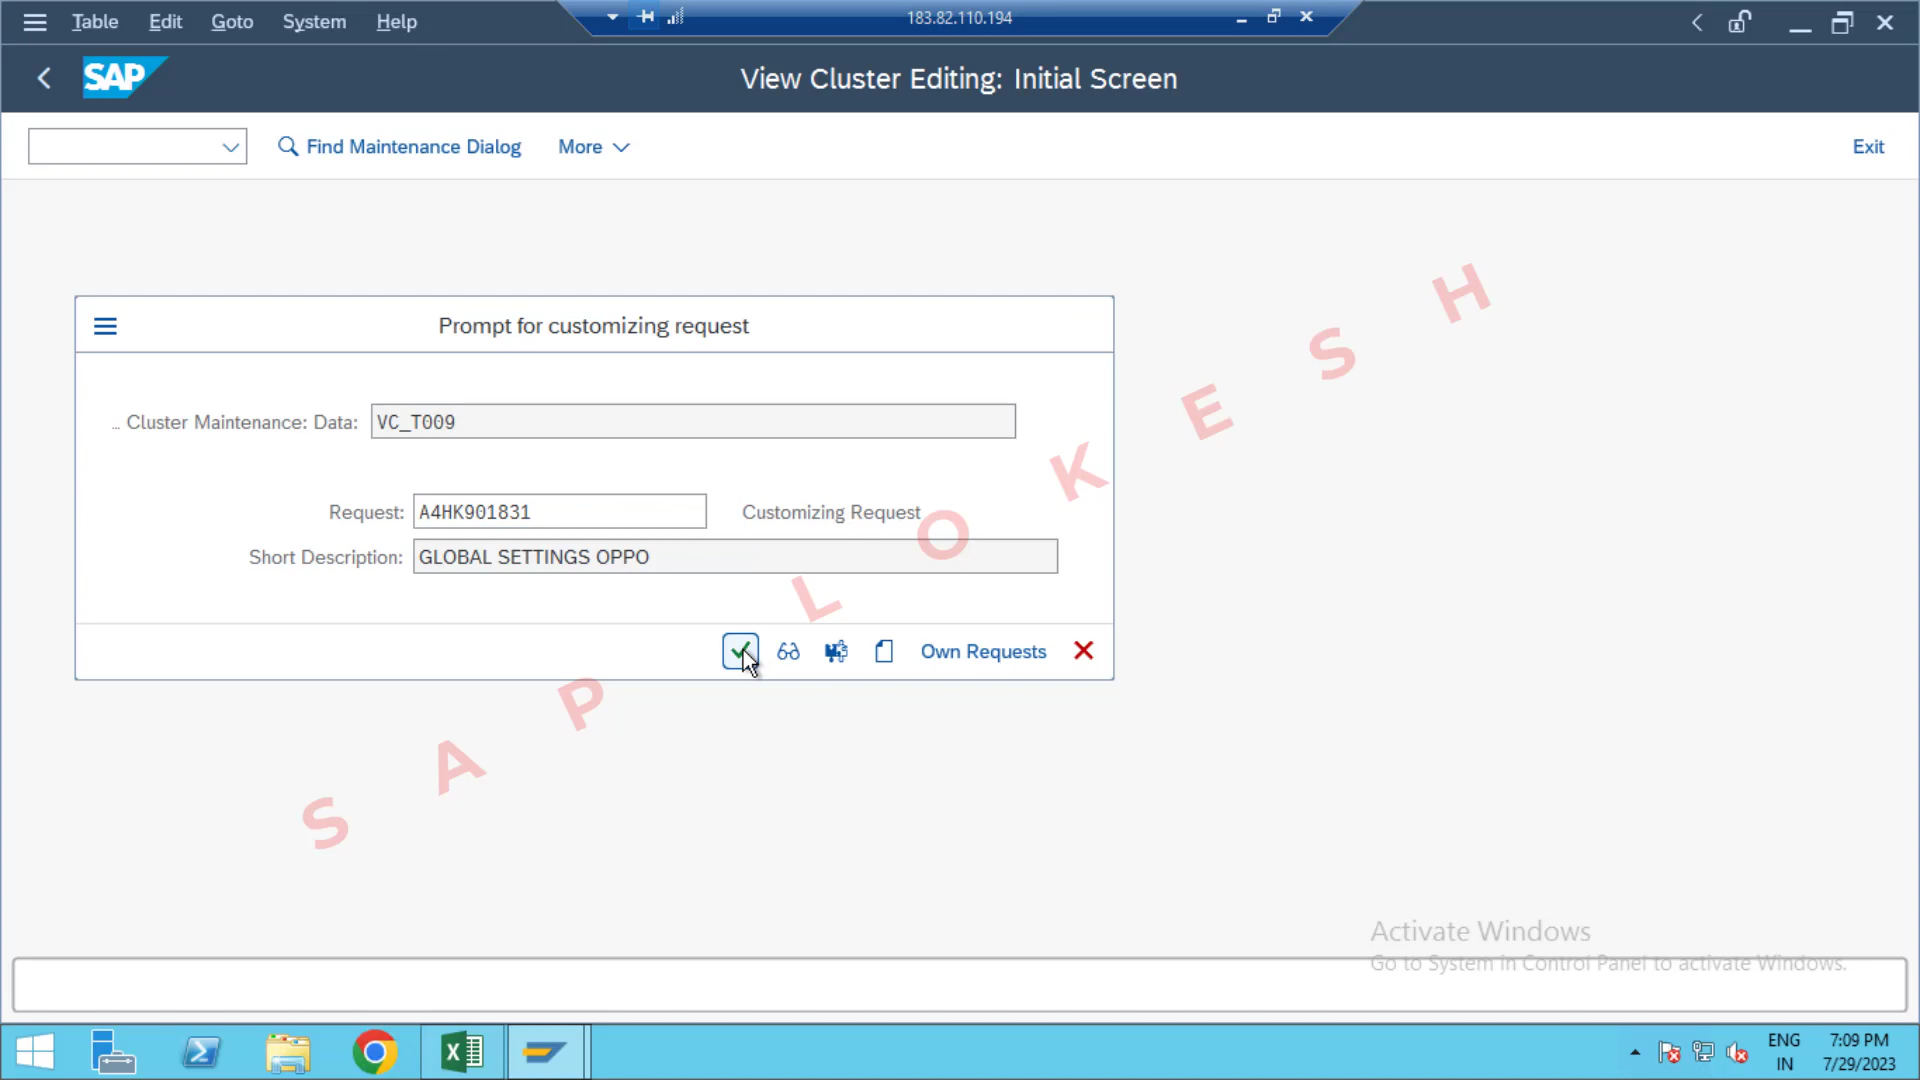 Table Edit Goto System Help
183.82.110.194
SAP
View Cluster Editing: Initial Screen
Find Maintenance Dialog More
Exit
Prompt for customizing request
... Cluster Maintenance: Data: VC_T009
Request: A4HK901831 Customizing Request
Short Description: GLOBAL SETTINGS OPPO
Own Requests
SAP LOKESH
Activate Windows
Go to System in Control Panel to activate Windows.
ENG 7:09 PM
IN 7/29/2023